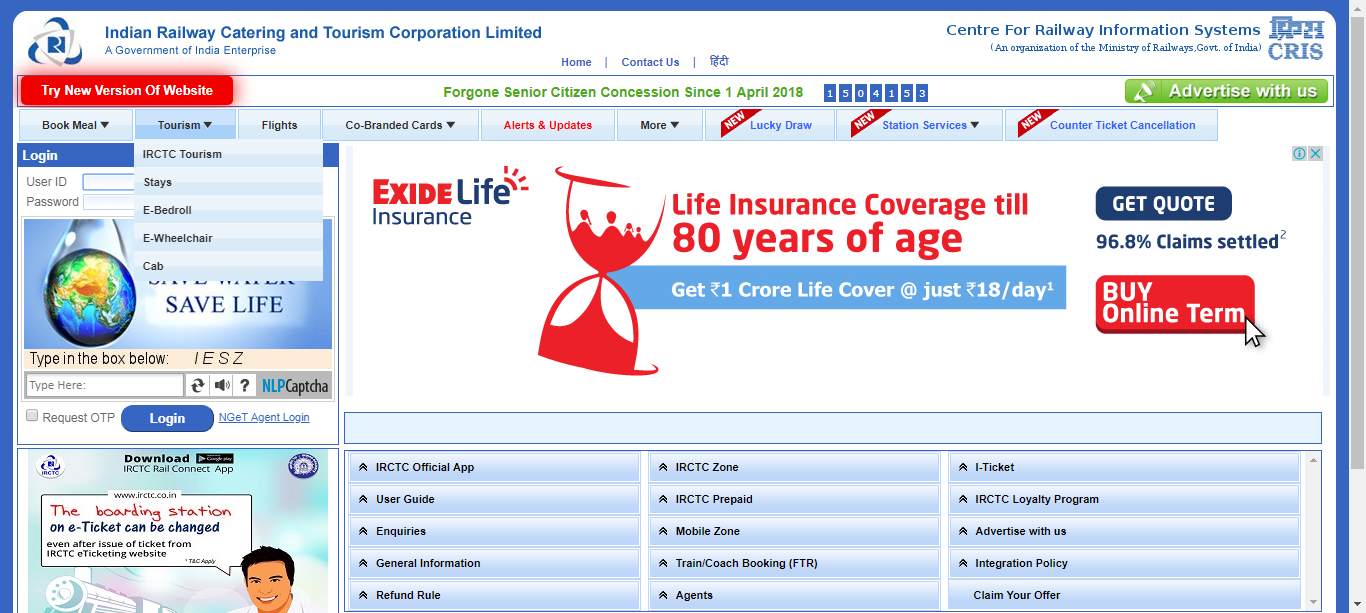 Indian Railway Catering and Tourism Corporation Limited
A Government of India Enterprise
Centre For Railway Information Systems
(An organization of the Ministry of Railways,Govt. of India)
CRIS
Home | Contact Us | हिंदी
Try New Version Of Website
Forgone Senior Citizen Concession Since 1 April 2018 1 5 0 4 1 5 3
Advertise with us
Book Meal ▼
Tourism ▼
Flights
Co-Branded Cards ▼
Alerts & Updates
More ▼
NEW Lucky Draw
NEW Station Services ▼
NEW Counter Ticket Cancellation
Login
IRCTC Tourism
Stays
E-Bedroll
E-Wheelchair
Cab
User ID
Password
SAVE WATER
SAVE LIFE
Type in the box below: IESZ
Type Here:
? NLPCaptcha
Request OTP
Login
NGeT Agent Login
EXIDE Life
Insurance
Life Insurance Coverage till
80 years of age
Get ₹1 Crore Life Cover @ just ₹18/day¹
GET QUOTE
96.8% Claims settled²
BUY
Online Term
IRCTC
Download Google play
IRCTC Rail Connect App
www.irctc.co.in
The boarding station
on e-Ticket can be changed
even after issue of ticket from
IRCTC eTicketing website
* T&C Apply
IRCTC Official App
IRCTC Zone
I-Ticket
User Guide
IRCTC Prepaid
IRCTC Loyalty Program
Enquiries
Mobile Zone
Advertise with us
General Information
Train/Coach Booking (FTR)
Integration Policy
Refund Rule
Agents
Claim Your Offer